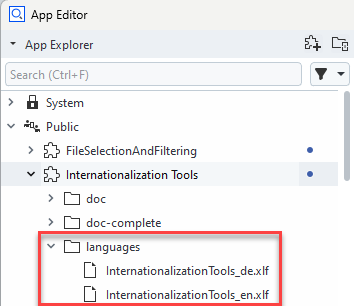 App Editor
App Explorer
Search (Ctrl+F)
System
Public
FileSelectionAndFiltering
Internationalization Tools
doc
doc-complete
languages
InternationalizationTools_de.xlf
InternationalizationTools_en.xlf